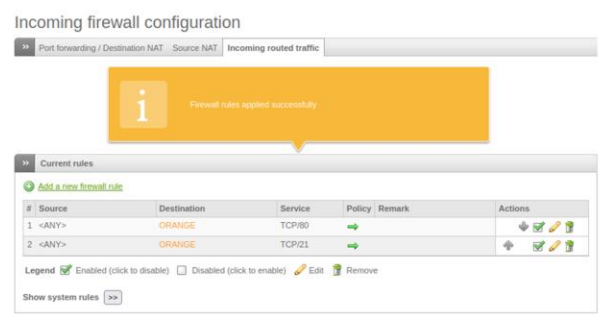 Incoming firewall configuration
>> Port forwarding / Destination NAT Source NAT Incoming routed traffic
i
Firewall rules applied successfully
>> Current rules
Add a new firewall rule
# Source Destination Service Policy Remark Actions
1 <ANY> ORANGE TCP/80
2 <ANY> ORANGE TCP/21
Legend Enabled (click to disable) Disabled (click to enable) Edit Remove
Show system rules >>